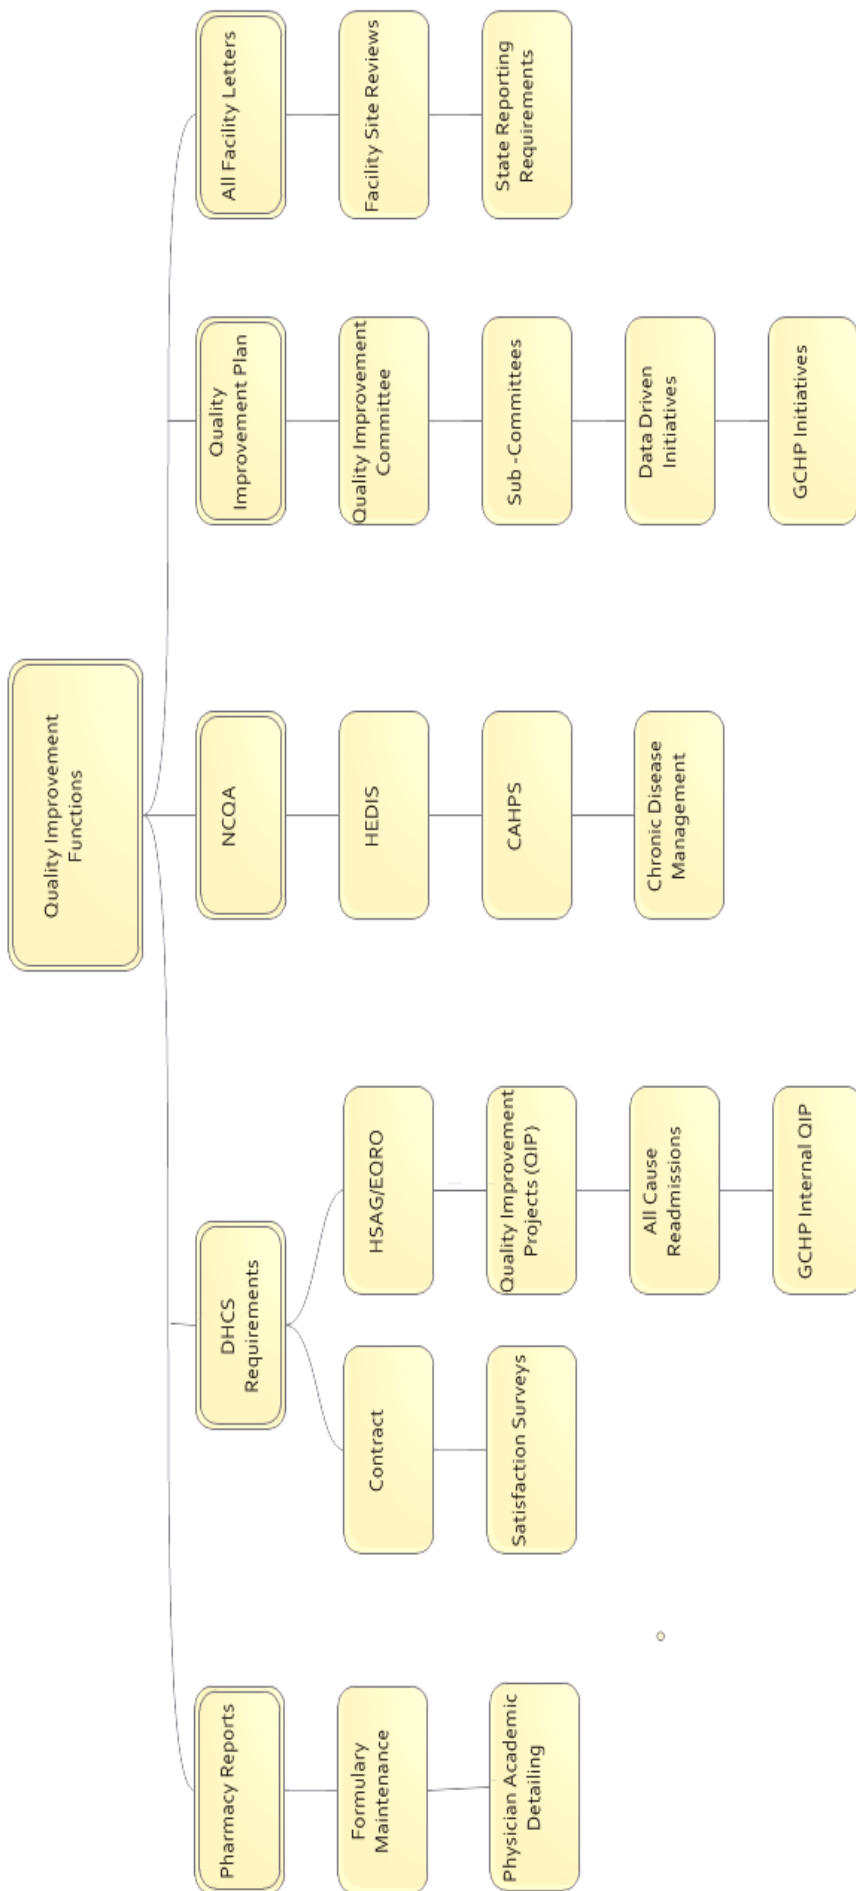 Quality Improvement
Functions
Pharmacy Reports
Formulary
Maintenance
Physician Academic
Detailing
DHCS
Requirements
Contract
Satisfaction Surveys
HSAG/EQRO
Quality Improvement
Projects (QIP)
All Cause
Readmissions
GCHP Internal QIP
NCQA
HEDIS
CAHPS
Chronic Disease
Management
Quality
Improvement Plan
Quality Improvement
Committee
Sub -Committees
Data Driven
Initiatives
GCHP Initiatives
All Facility Letters
Facility Site Reviews
State Reporting
Requirements